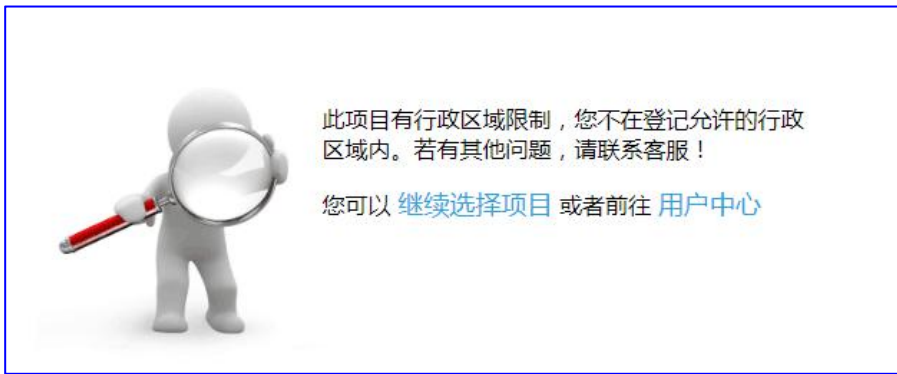 此项目有行政区域限制，您不在登记允许的行政
区域内。若有其他问题，请联系客服！
您可以 继续选择项目 或者前往 用户中心